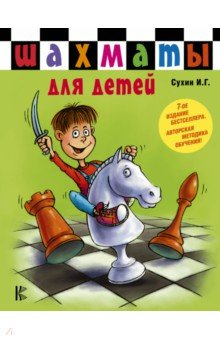 шахматы
для детей
Сухин И.Г.
7-ое
издание
бестселлера.
авторская
методика
обучения!